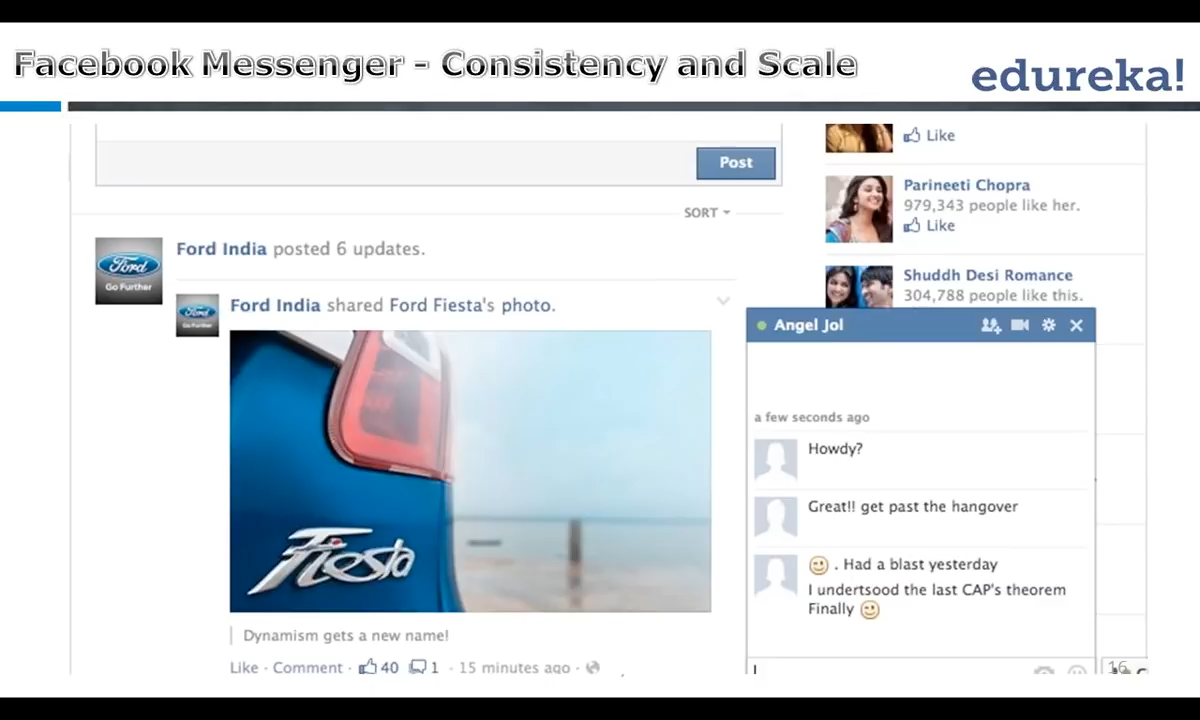 Facebook Messenger - Consistency and Scale
edureka!
Post
SORT
Ford India posted 6 updates.
Ford
Go Further
Ford India shared Ford Fiesta's photo.
Ford
Go Further
Fiesta
Dynamism gets a new name!
Like · Comment · 40 1 · 15 minutes ago ·
Like
Parineeti Chopra
979,343 people like her.
Like
Shuddh Desi Romance
304,788 people like this.
Angel Jol
a few seconds ago
Howdy?
Great!! get past the hangover
. Had a blast yesterday
I undertsood the last CAP's theorem
Finally
16